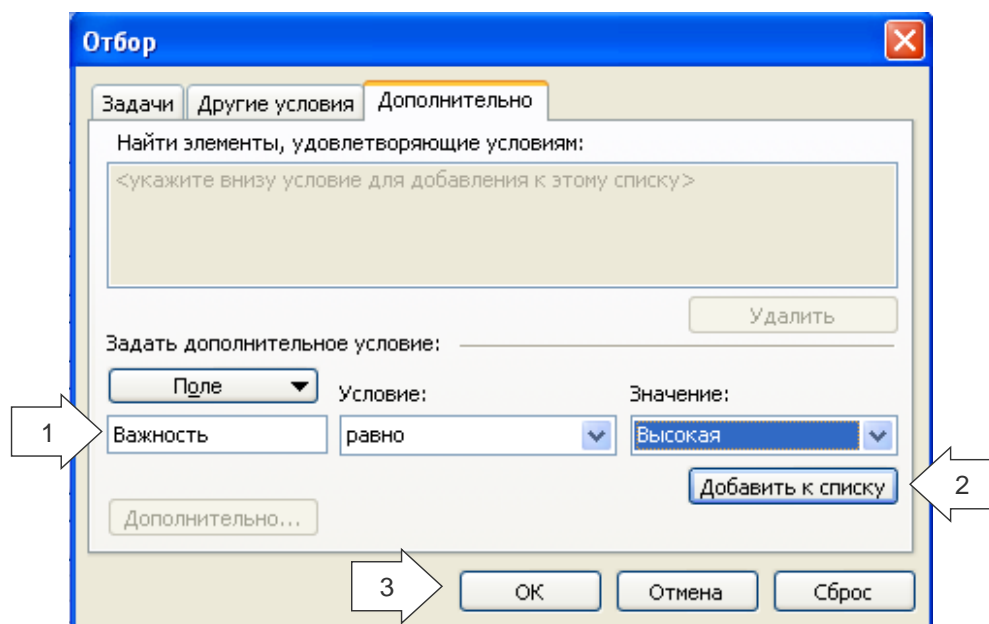 Отбор
Задачи Другие условия Дополнительно
Найти элементы, удовлетворяющие условиям:
<укажите внизу условие для добавления к этому списку>
Удалить
Задать дополнительное условие:
Поле Условие: Значение:
1 Важность равно Высокая
Добавить к списку 2
Дополнительно...
3 ОК Отмена Сброс